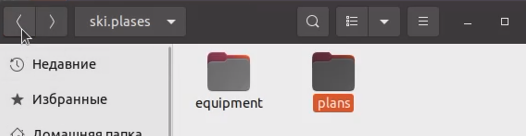 ski.plases
Недавние
Избранные
Домашняя папка
equipment
plans